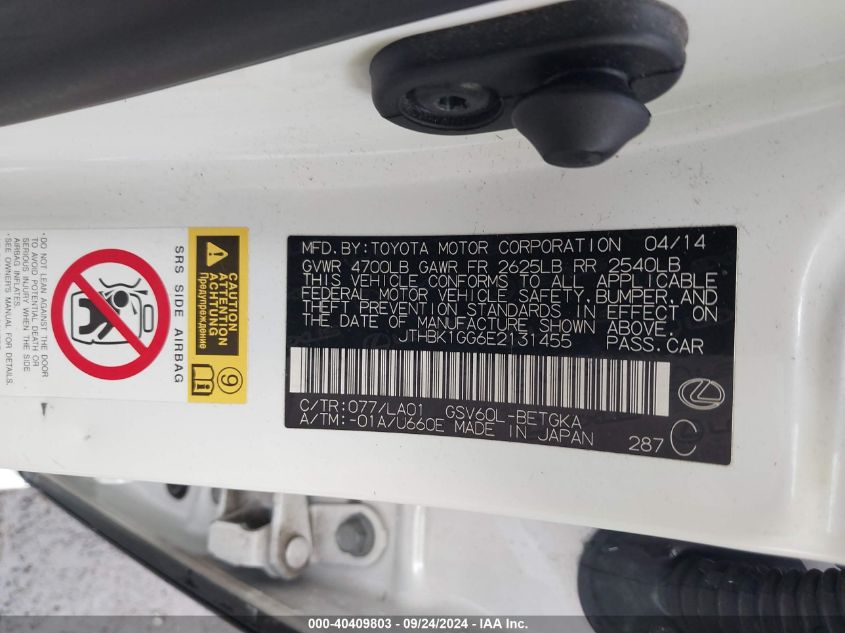 MFD. BY: TOYOTA MOTOR CORPORATION 04/14
GVWR 4700LB GAWR FR 2625LB RR 2540LB
THIS VEHICLE CONFORMS TO ALL APPLICABLE
FEDERAL MOTOR VEHICLE SAFETY, BUMPER, AND
THEFT PREVENTION STANDARDS IN EFFECT ON
THE DATE OF MANUFACTURE SHOWN ABOVE.
JTHBK1GG6E2131455 PASS.CAR
C/TR:077/LA01 GSV60L-BETGKA
A/TM:-01A/U660E MADE IN JAPAN
287 C
CAUTION
ATTENTION
ACHTUNG
Предупреждение
9
SRS SIDE AIRBAG
• DO NOT LEAN AGAINST THE DOOR
TO AVOID POTENTIAL DEATH OR
SERIOUS INJURY WHEN THE SIDE
AIRBAG INFLATES.
• SEE OWNER'S MANUAL FOR DETAILS.
000-40409803 - 09/24/2024 - IAA Inc.